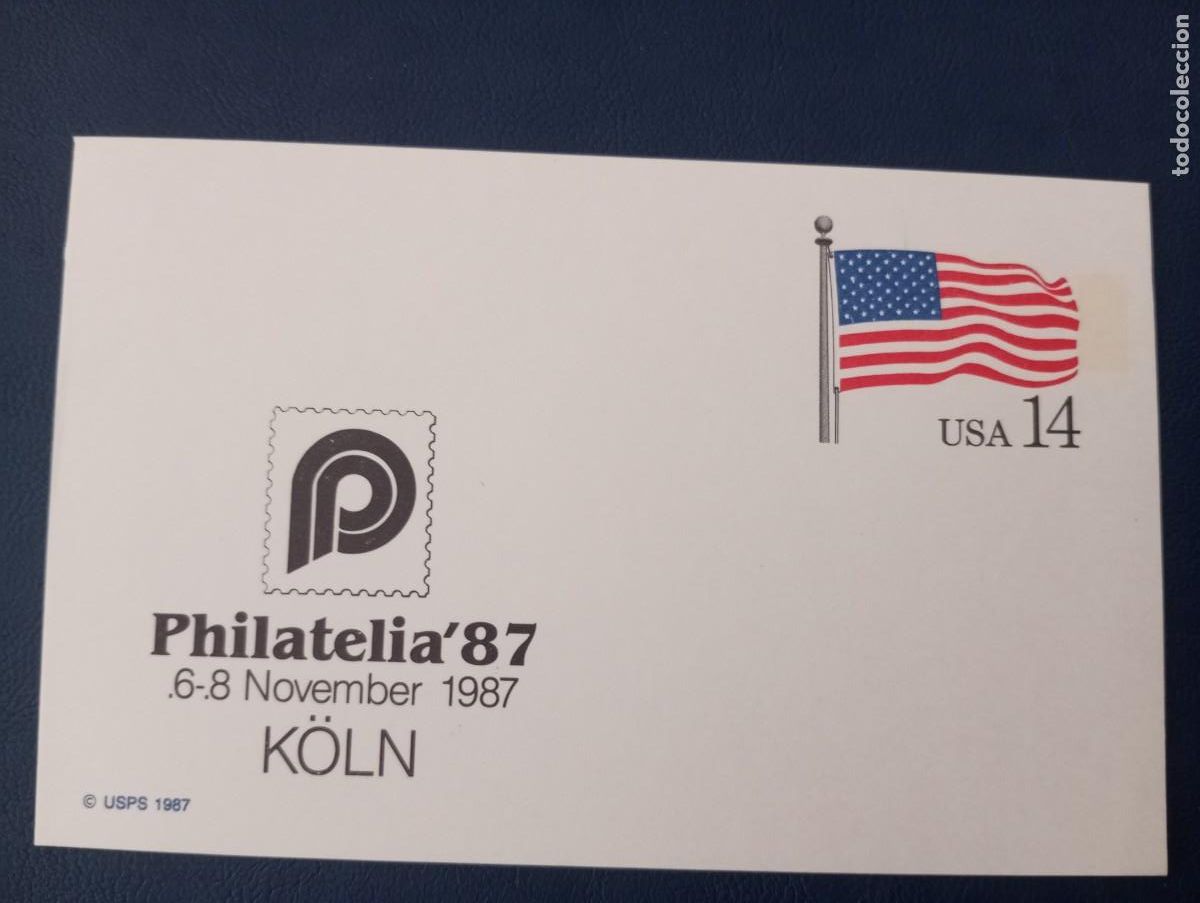 todocoleccion
USA 14
Philatelia'87
.6-.8 November 1987
KÖLN
© USPS 1987